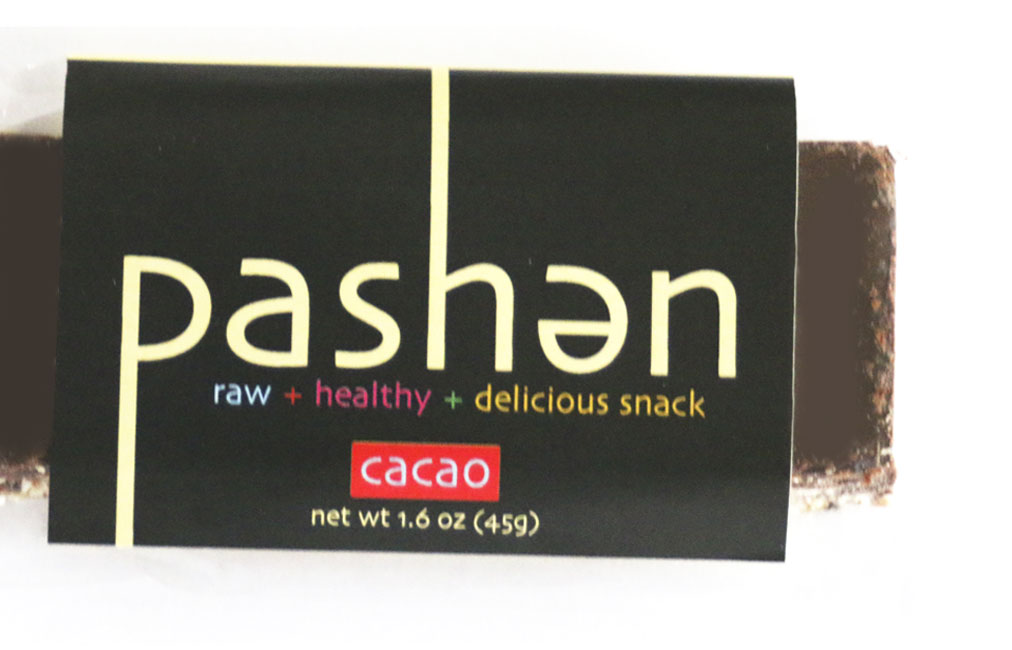 pashən
raw + healthy + delicious snack
cacao
net wt 1.6 oz (45g)